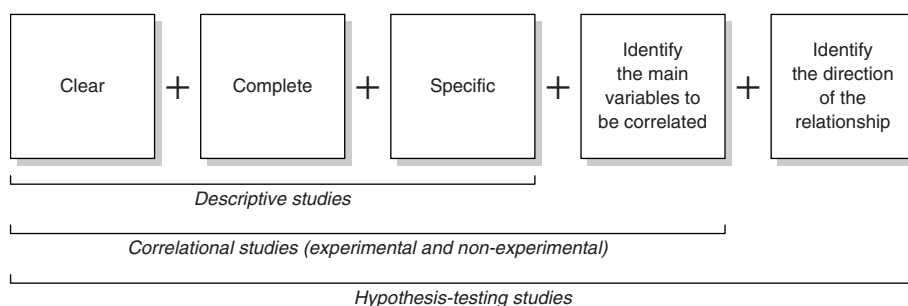 Clear
+
Complete
+
Specific
+
Identify
the main
variables to
be correlated
+
Identify
the direction
of the
relationship
Descriptive studies
Correlational studies (experimental and non-experimental)
Hypothesis-testing studies